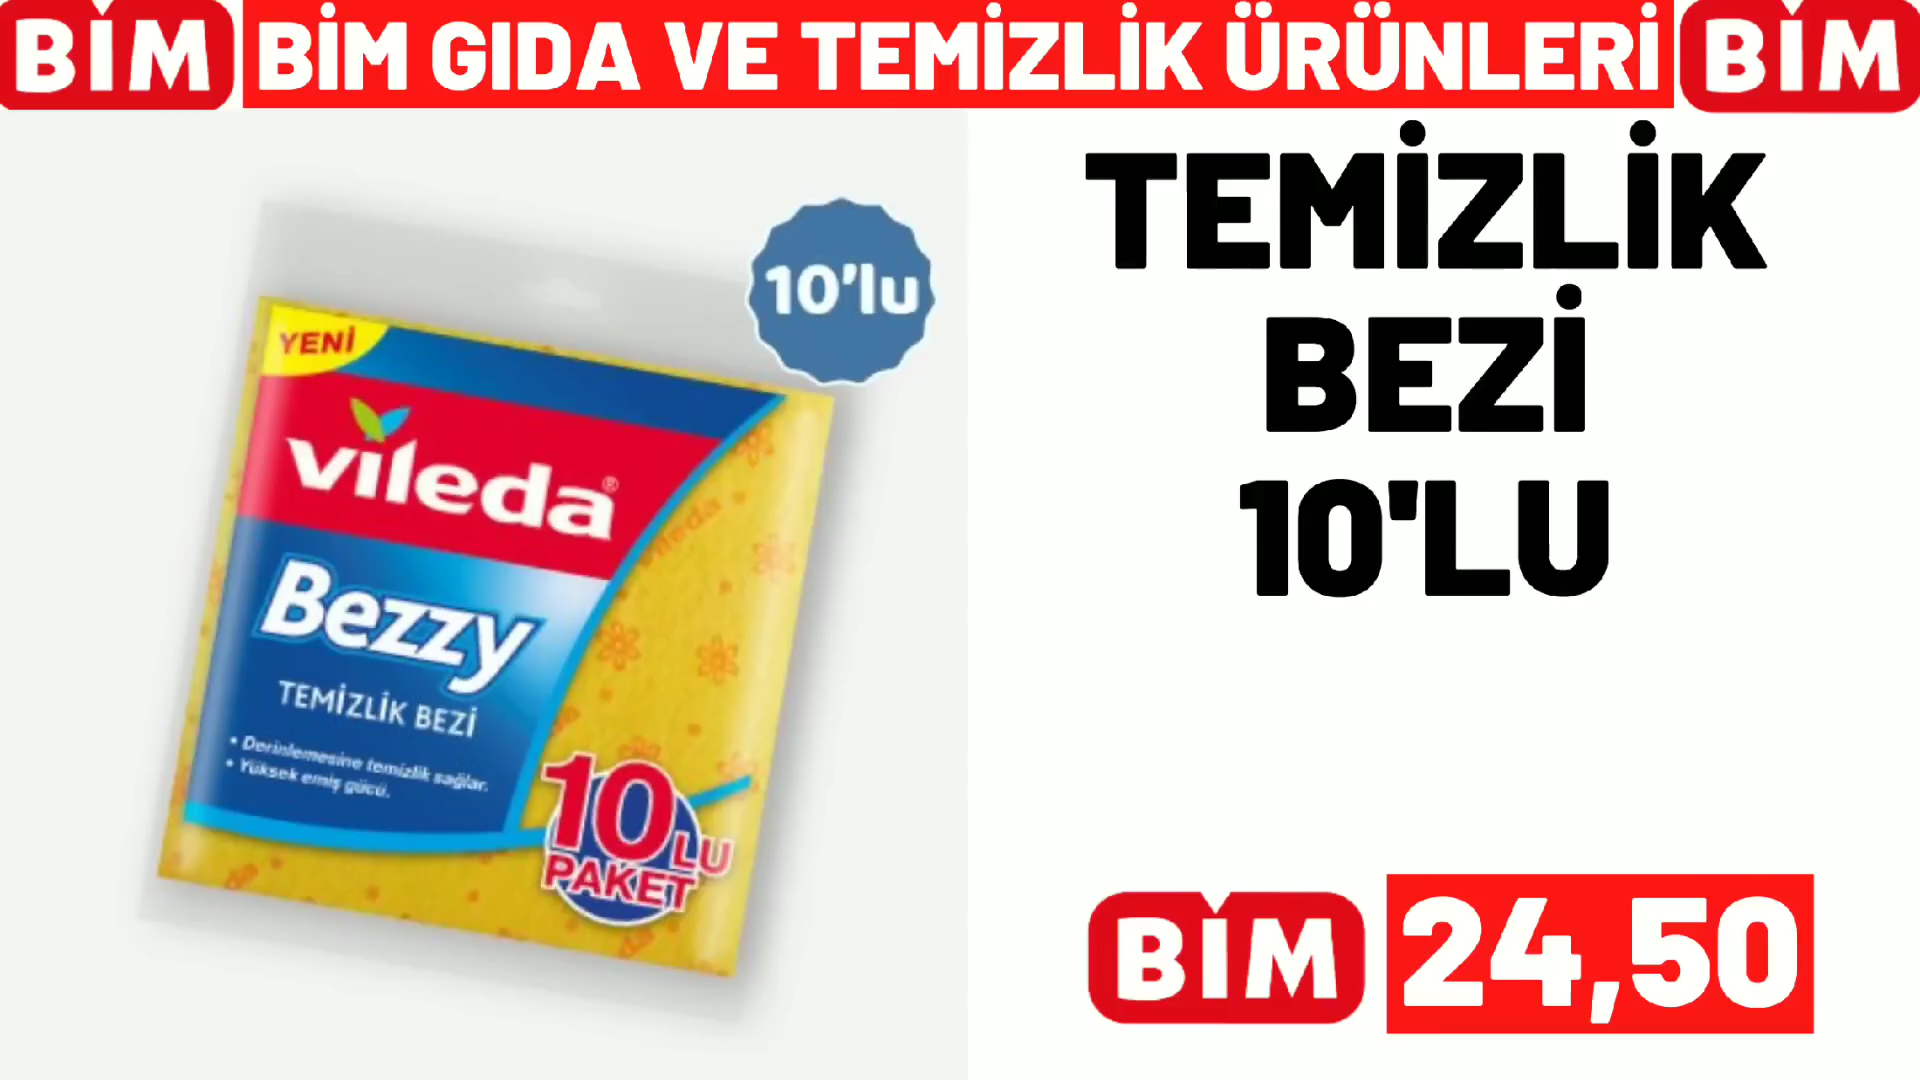 BİM
BİM GIDA VE TEMİZLİK ÜRÜNLERİ
BİM
10'lu
YENİ
vileda®
Bezzy
TEMİZLİK BEZİ
• Derinlemesine temizlik sağlar.
• Yüksek emiş gücü.
10 LU
PAKET
vileda
TEMİZLİK
BEZİ
10'LU
BİM
24,50